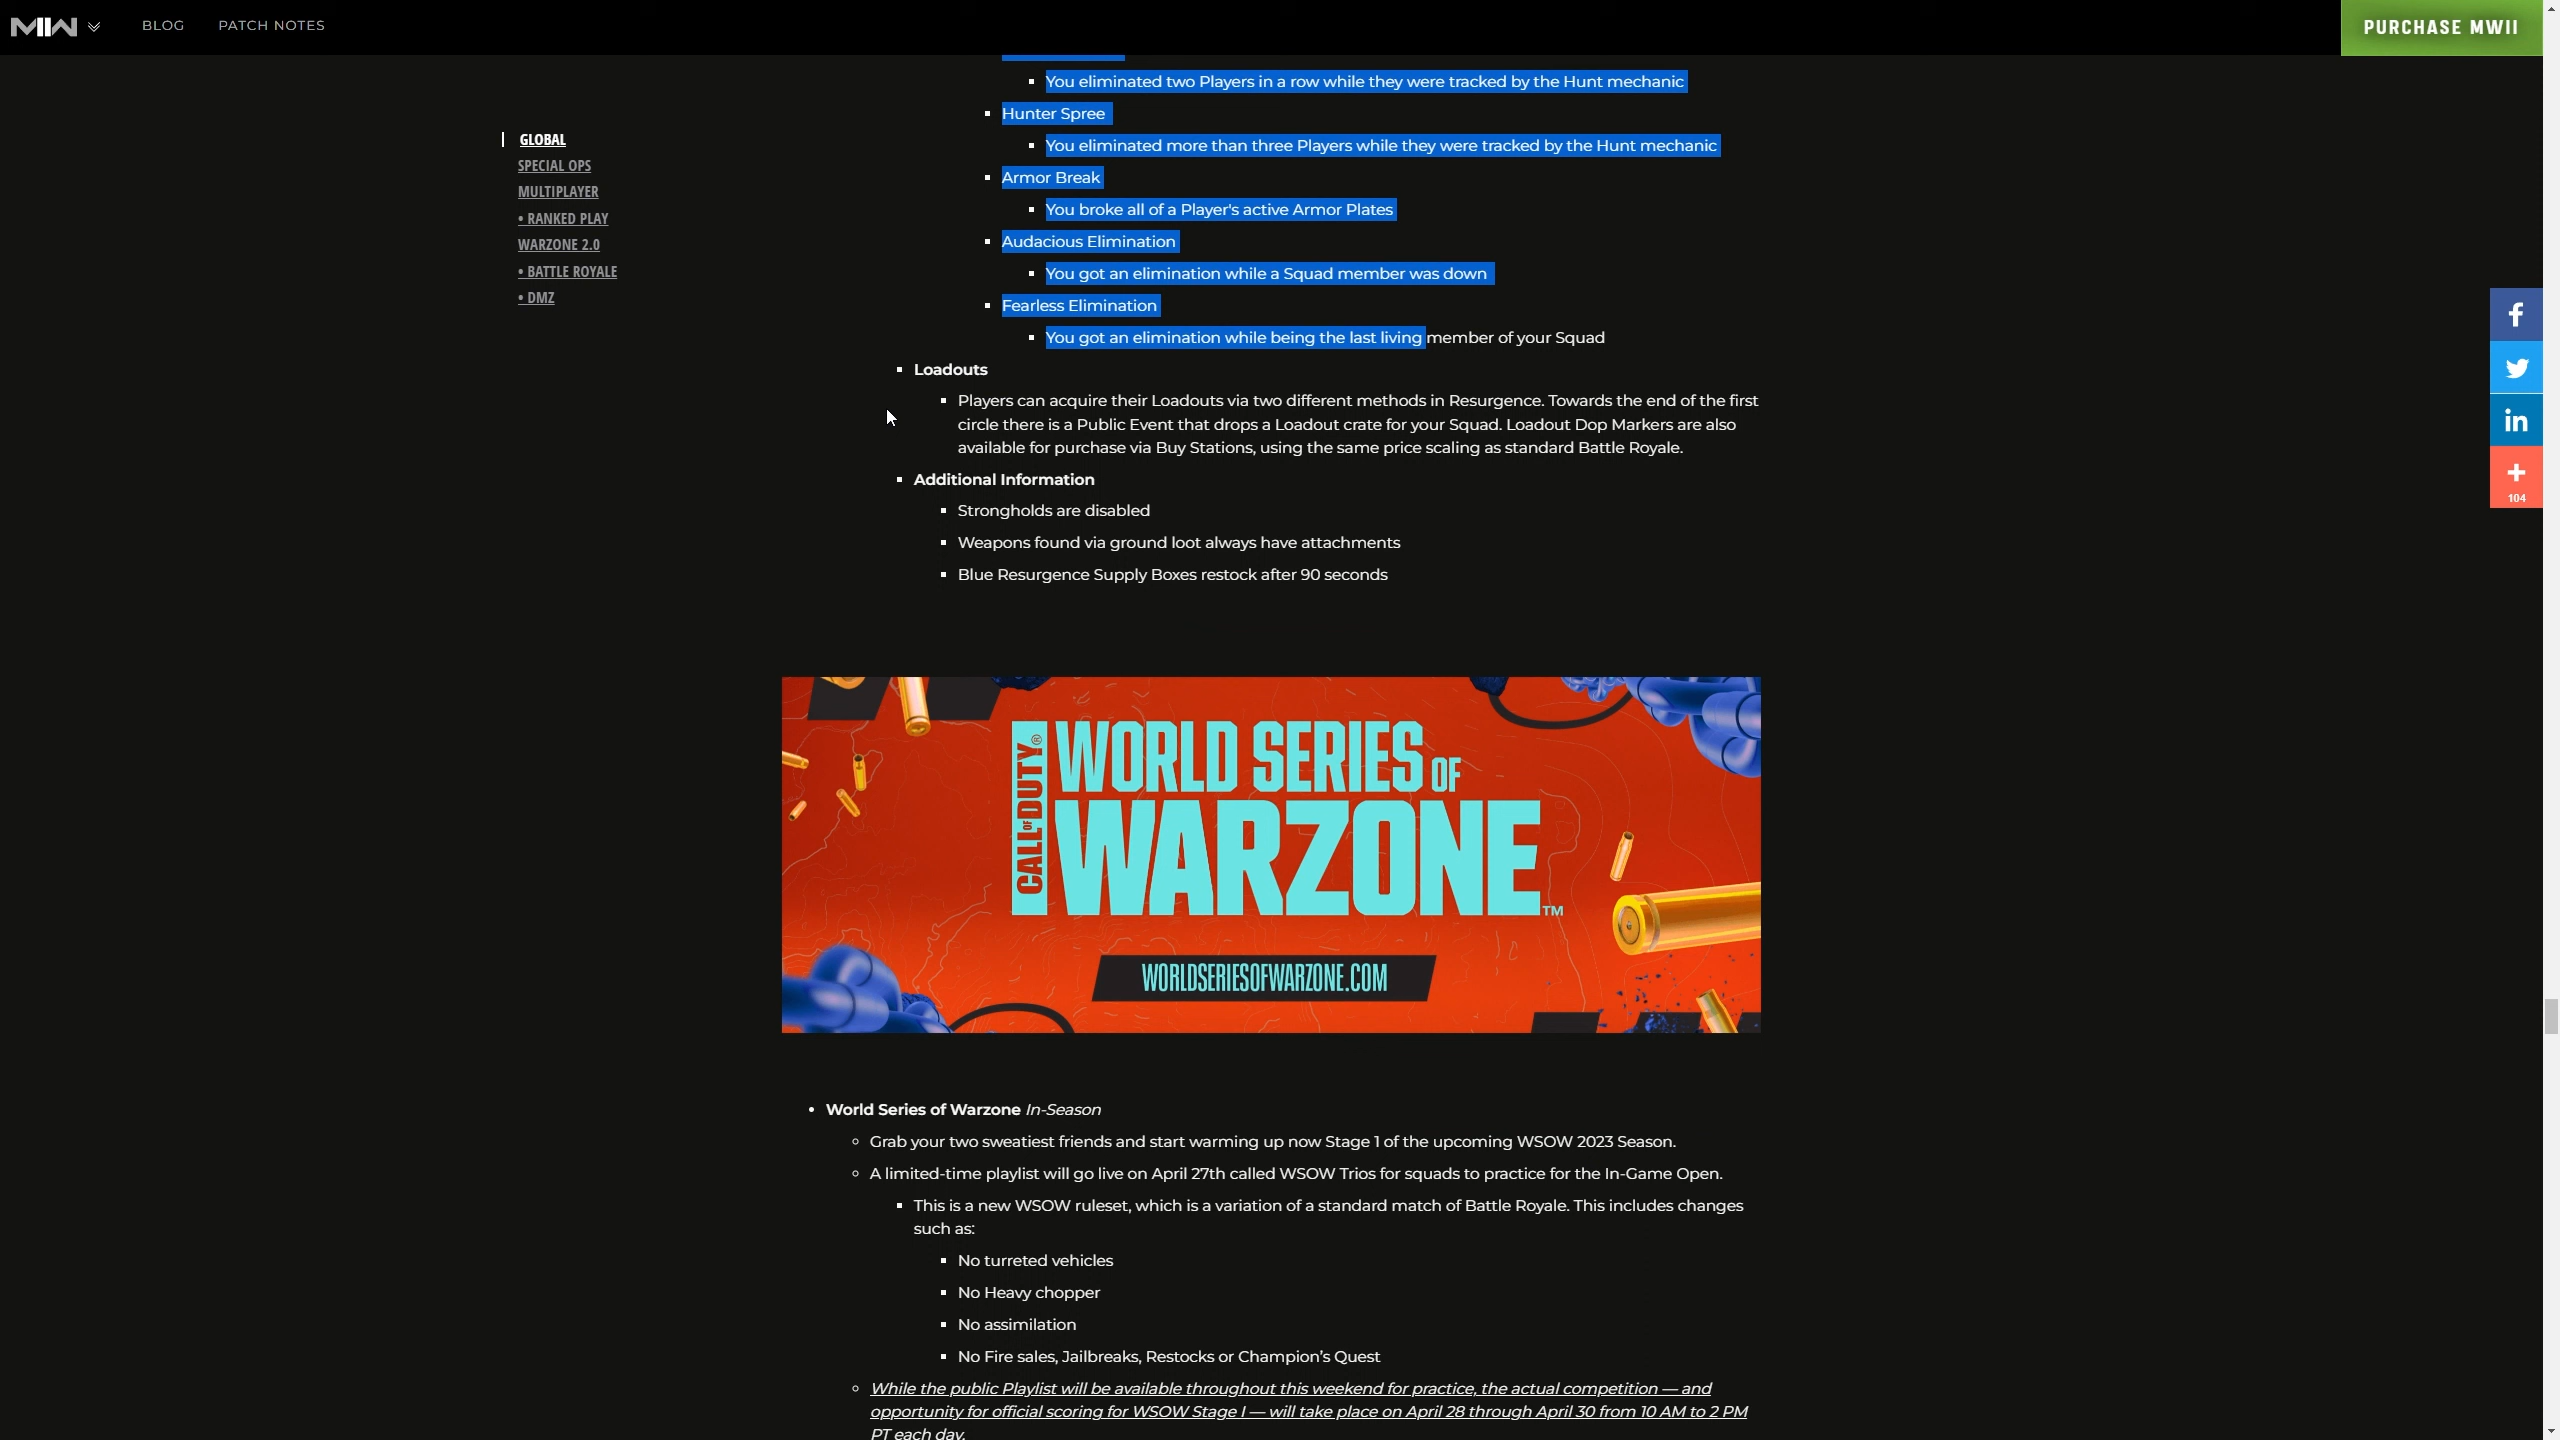 MW BLOG PATCH NOTES PURCHASE MWII
GLOBAL
SPECIAL OPS
MULTIPLAYER
• RANKED PLAY
WARZONE 2.0
• BATTLE ROYALE
• DMZ
You eliminated two Players in a row while they were tracked by the Hunt mechanic
Hunter Spree
You eliminated more than three Players while they were tracked by the Hunt mechanic
Armor Break
You broke all of a Player's active Armor Plates
Audacious Elimination
You got an elimination while a Squad member was down
Fearless Elimination
You got an elimination while being the last living member of your Squad
Loadouts
Players can acquire their Loadouts via two different methods in Resurgence. Towards the end of the first
circle there is a Public Event that drops a Loadout crate for your Squad. Loadout Dop Markers are also
available for purchase via Buy Stations, using the same price scaling as standard Battle Royale.
Additional Information
Strongholds are disabled
Weapons found via ground loot always have attachments
Blue Resurgence Supply Boxes restock after 90 seconds
104
CALL OF DUTY®
WORLD SERIES OF
WARZONE™
WORLDSERIESOFWARZONE.COM
World Series of Warzone In-Season
Grab your two sweatiest friends and start warming up now Stage 1 of the upcoming WSOW 2023 Season.
A limited-time playlist will go live on April 27th called WSOW Trios for squads to practice for the In-Game Open.
This is a new WSOW ruleset, which is a variation of a standard match of Battle Royale. This includes changes
such as:
No turreted vehicles
No Heavy chopper
No assimilation
No Fire sales, Jailbreaks, Restocks or Champion’s Quest
While the public Playlist will be available throughout this weekend for practice, the actual competition — and
opportunity for official scoring for WSOW Stage I — will take place on April 28 through April 30 from 10 AM to 2 PM
PT each day.